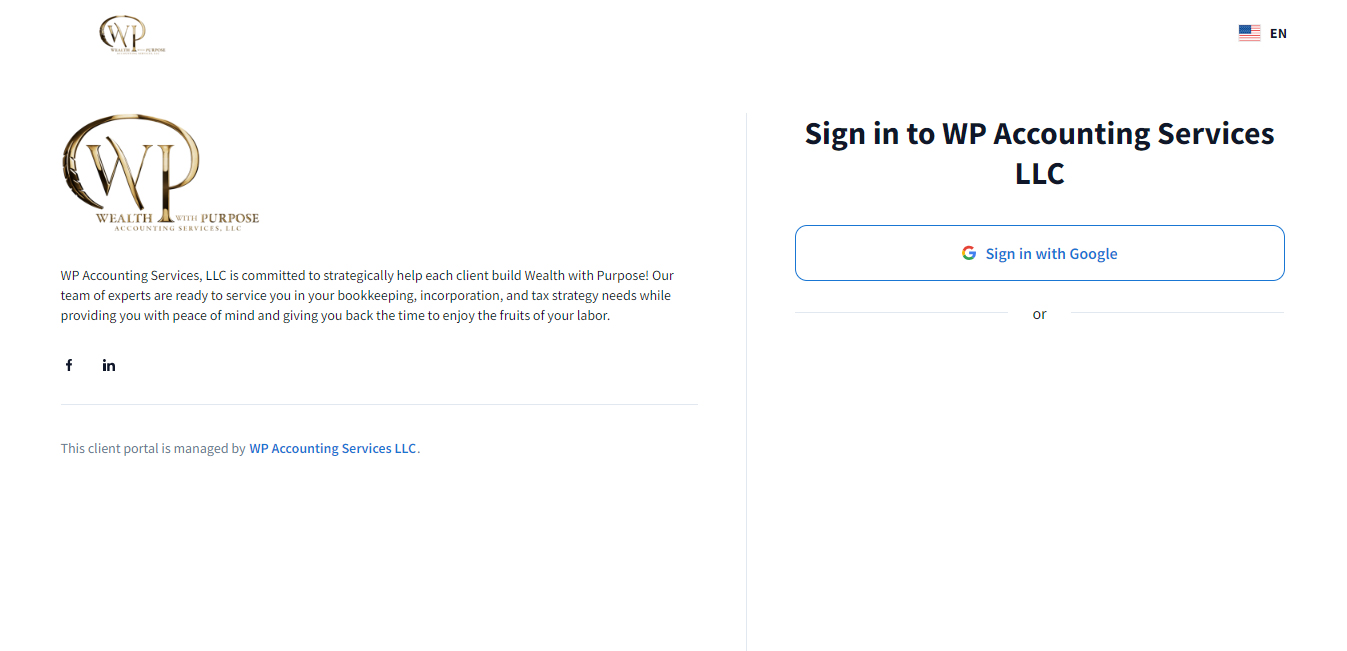 WP
WEALTH WITH PURPOSE
EN
WP
WEALTH WITH PURPOSE
ACCOUNTING SERVICES, LLC
WP Accounting Services, LLC is committed to strategically help each client build Wealth with Purpose! Our
team of experts are ready to service you in your bookkeeping, incorporation, and tax strategy needs while
providing you with peace of mind and giving you back the time to enjoy the fruits of your labor.
f in
This client portal is managed by WP Accounting Services LLC.
Sign in to WP Accounting Services
LLC
Sign in with Google
or